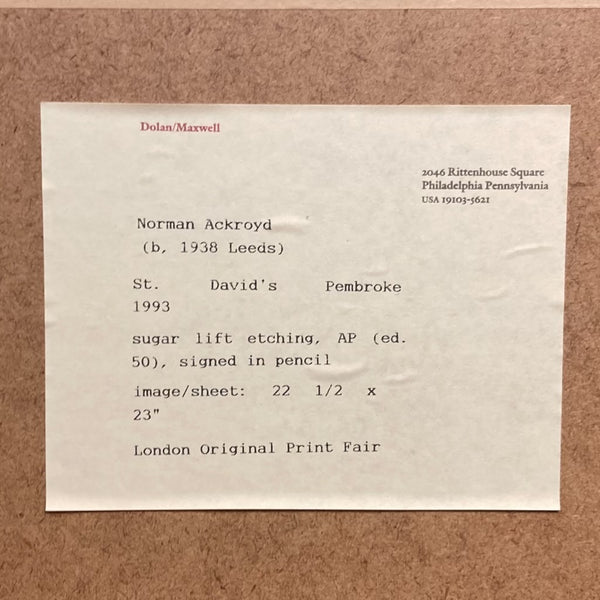 Dolan/Maxwell
2046 Rittenhouse Square
Philadelphia Pennsylvania
USA 19103-5621
Norman Ackroyd
(b, 1938 Leeds)
St. David's Pembroke
1993
sugar lift etching, AP (ed.
50), signed in pencil
image/sheet: 22 1/2 x
23"
London Original Print Fair